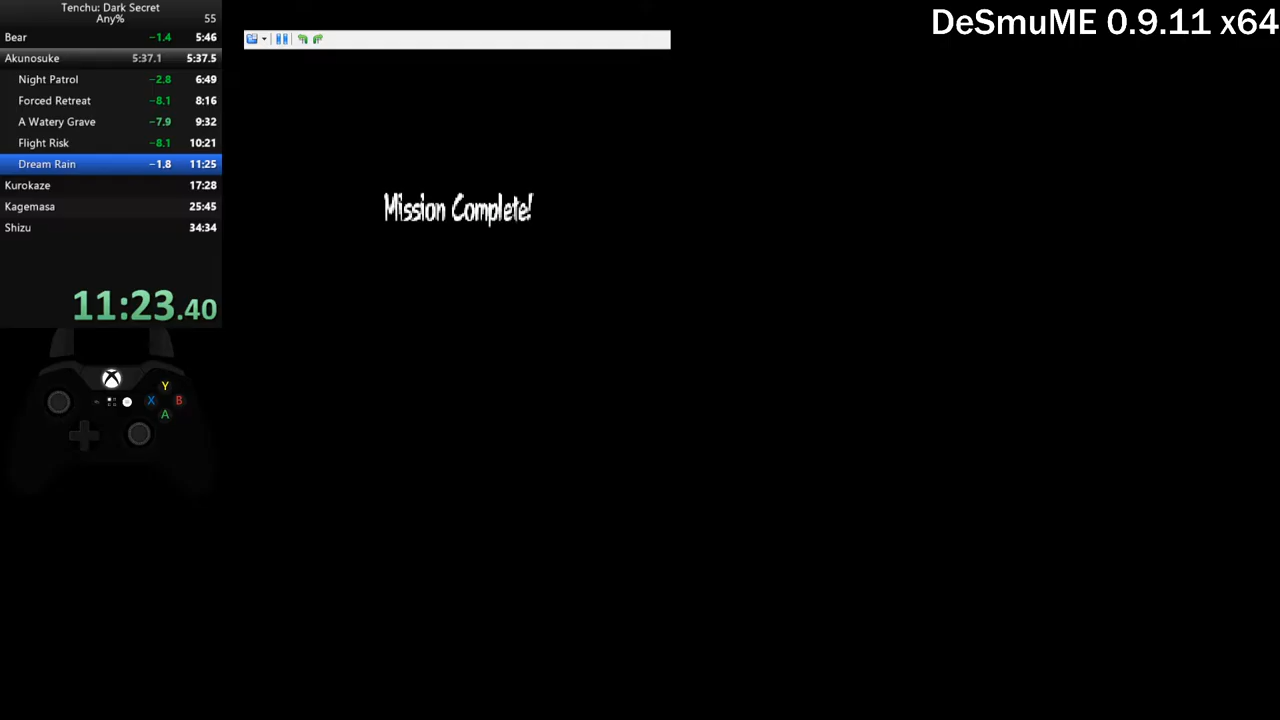 Tenchu: Dark Secret
Any% 55
Bear −1.4 5:46
Akunosuke 5:37.1 5:37.5
Night Patrol −2.8 6:49
Forced Retreat −8.1 8:16
A Watery Grave −7.9 9:32
Flight Risk −8.1 10:21
Dream Rain −1.8 11:25
Kurokaze 17:28
Kagemasa 25:45
Shizu 34:34
11:23.40
Y
X B
A
DeSmuME 0.9.11 x64
Mission Complete!